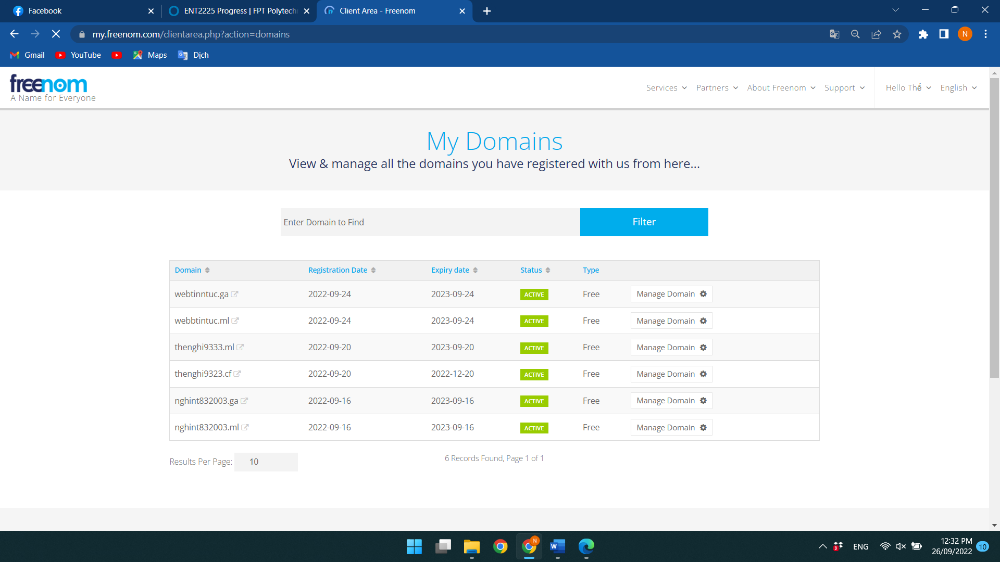 Facebook
ENT2225 Progress | FPT Polytech
Client Area - Freenom
my.freenom.com/clientarea.php?action=domains
N
Gmail
YouTube
Maps
Dịch
freenom
A Name for Everyone
Services
Partners
About Freenom
Support
Hello Thế
English
My Domains
View & manage all the domains you have registered with us from here...
Enter Domain to Find
Filter
Domain Registration Date Expiry date Status Type
webtinntuc.ga 2022-09-24 2023-09-24 ACTIVE Free Manage Domain
webbtintuc.ml 2022-09-24 2023-09-24 ACTIVE Free Manage Domain
thenghi9333.ml 2022-09-20 2023-09-20 ACTIVE Free Manage Domain
thenghi9323.cf 2022-09-20 2022-12-20 ACTIVE Free Manage Domain
nghint832003.ga 2022-09-16 2023-09-16 ACTIVE Free Manage Domain
nghint832003.ml 2022-09-16 2023-09-16 ACTIVE Free Manage Domain
Results Per Page: 10
6 Records Found, Page 1 of 1
N
W
3
ENG
12:32 PM
26/09/2022
10